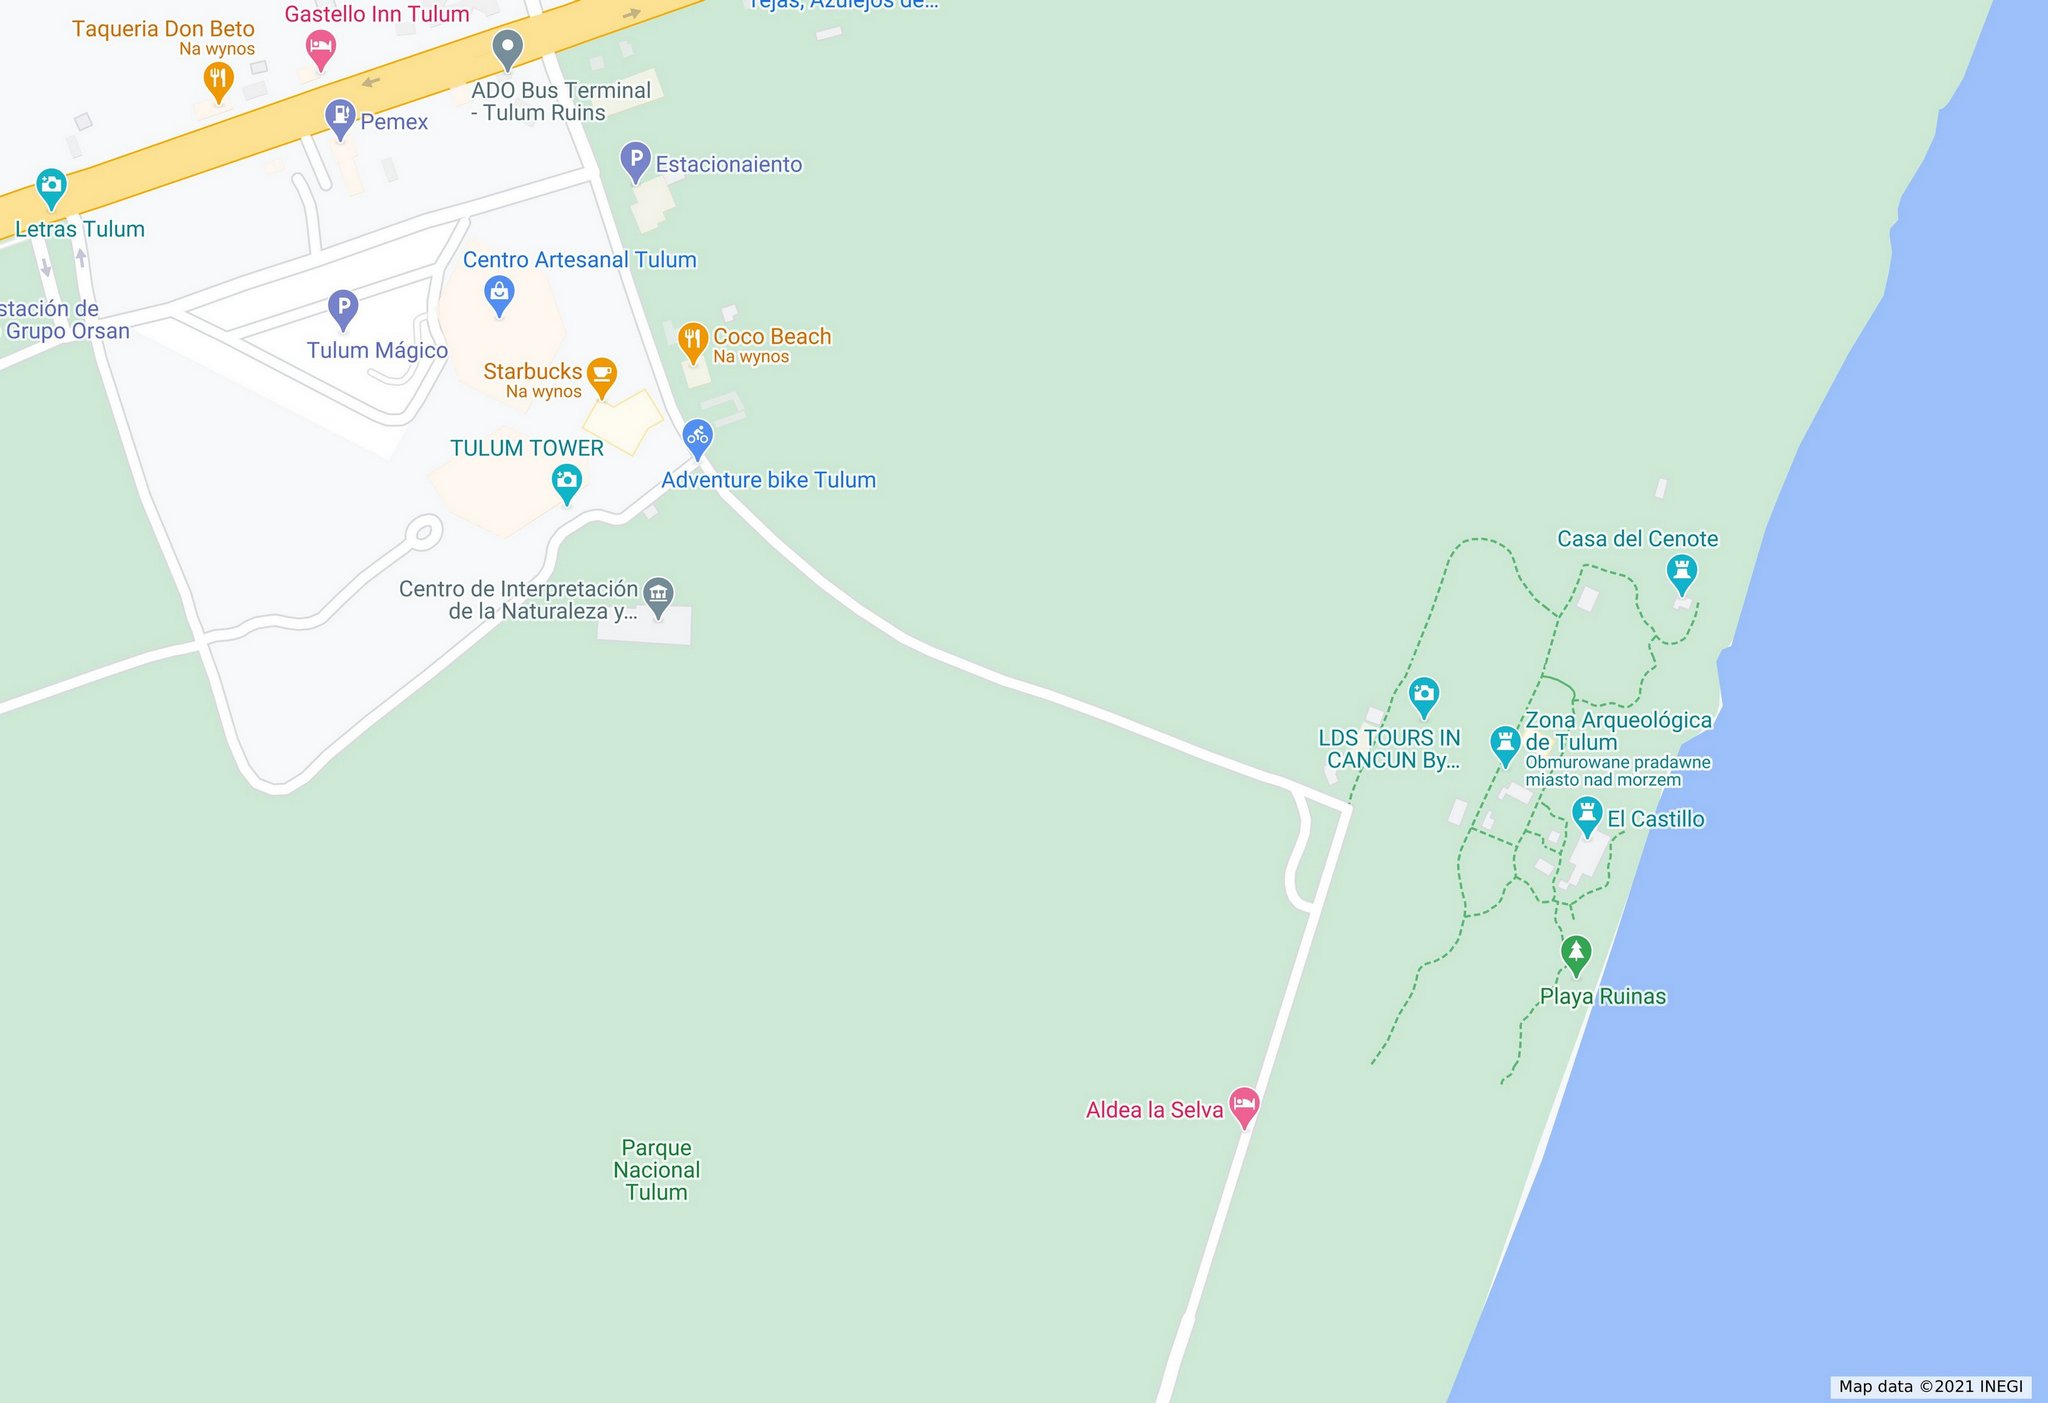 Tejas, Azulejos de...
Gastello Inn Tulum
Taqueria Don Beto
Na wynos
ADO Bus Terminal
- Tulum Ruins
Pemex
Estacionaiento
Letras Tulum
Centro Artesanal Tulum
stación de
Grupo Orsan
Tulum Mágico
Coco Beach
Na wynos
Starbucks
Na wynos
TULUM TOWER
Adventure bike Tulum
Casa del Cenote
Centro de Interpretación
de la Naturaleza y...
Zona Arqueológica
de Tulum
Obmurowane pradawne
miasto nad morzem
LDS TOURS IN
CANCUN By...
El Castillo
Playa Ruinas
Aldea la Selva
Parque
Nacional
Tulum
Map data ©2021 INEGI